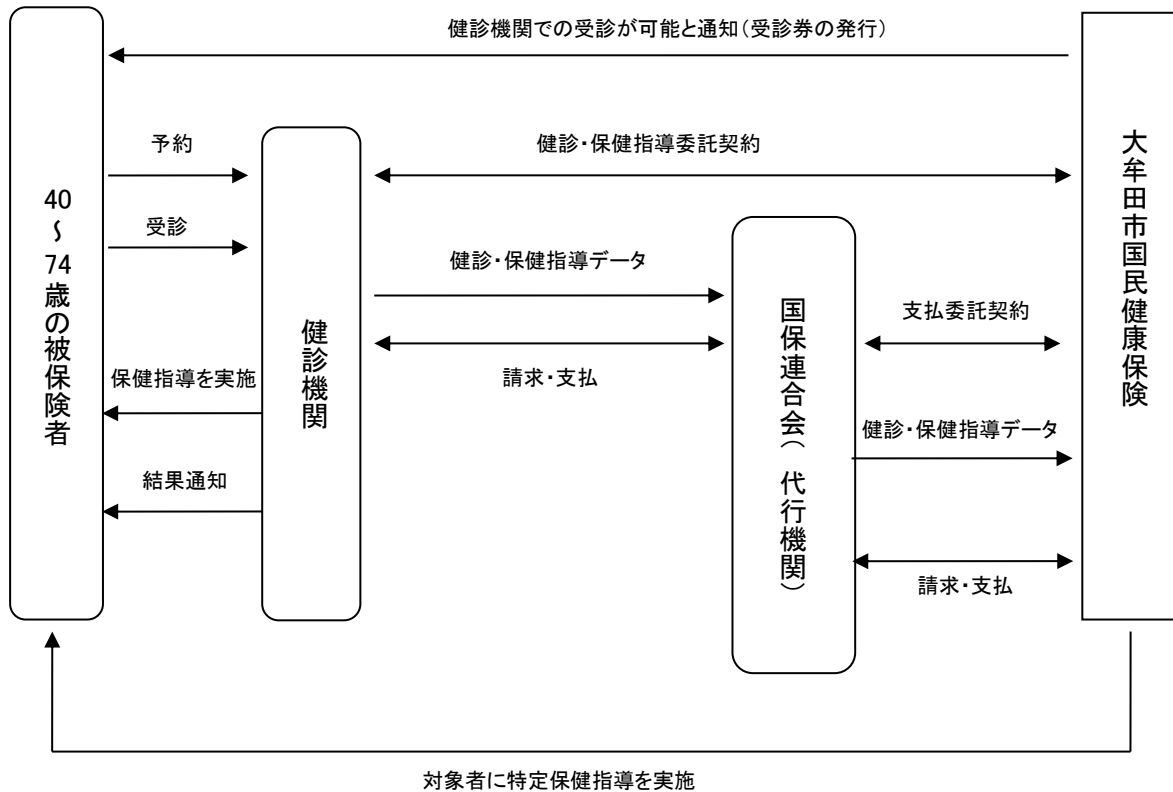 健診機関での受診が可能と通知(受診券の発行)
予約
健診・保健指導委託契約
受診
40～74歳の被保険者
健診機関
健診・保健指導データ
請求・支払
国保連合会(代行機関)
支払委託契約
大牟田市国民健康保険
保健指導を実施
健診・保健指導データ
結果通知
請求・支払
対象者に特定保健指導を実施